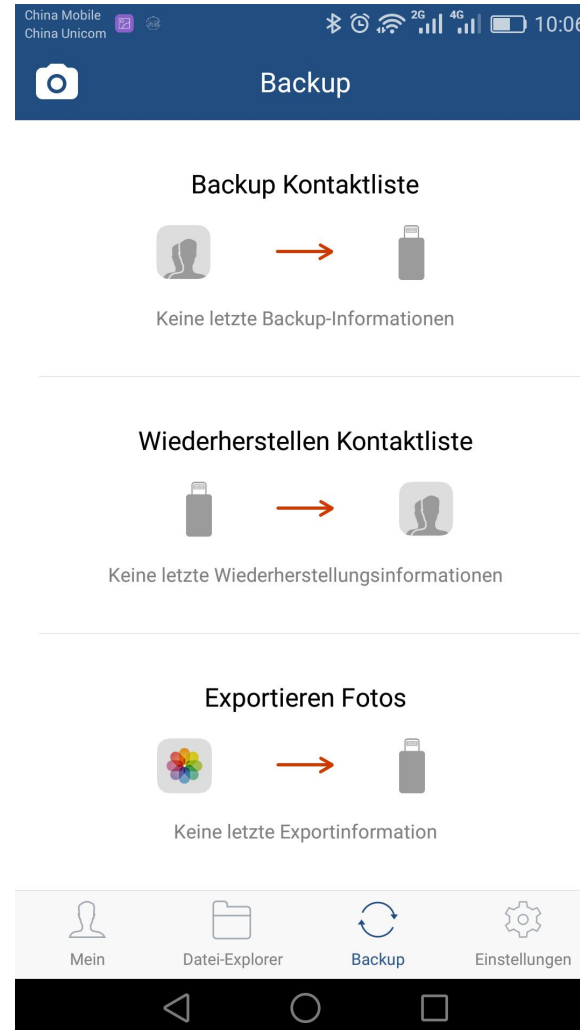 China Mobile
China Unicom
2G
4G
10:06
Backup
Backup Kontaktliste
Keine letzte Backup-Informationen
Wiederherstellen Kontaktliste
Keine letzte Wiederherstellungsinformationen
Exportieren Fotos
Keine letzte Exportinformation
Mein
Datei-Explorer
Backup
Einstellungen